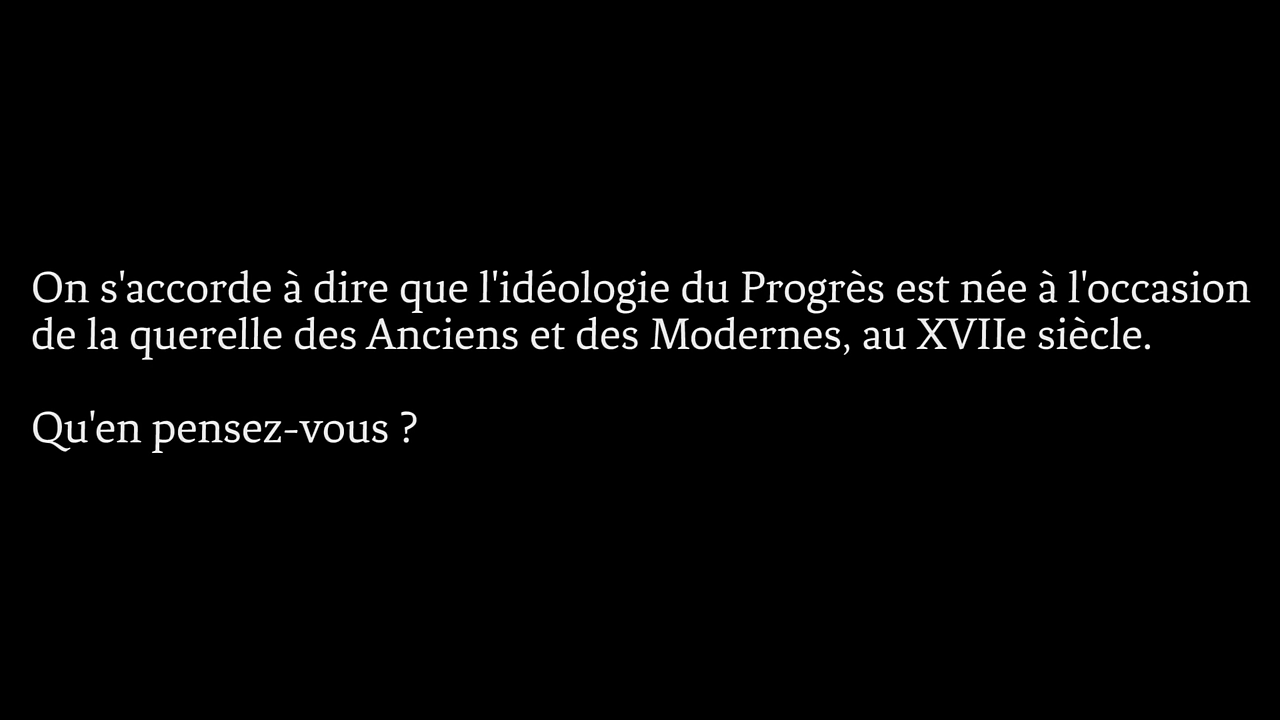 On s'accorde à dire que l'idéologie du Progrès est née à l'occasion
de la querelle des Anciens et des Modernes, au XVIIe siècle.
Qu'en pensez-vous ?